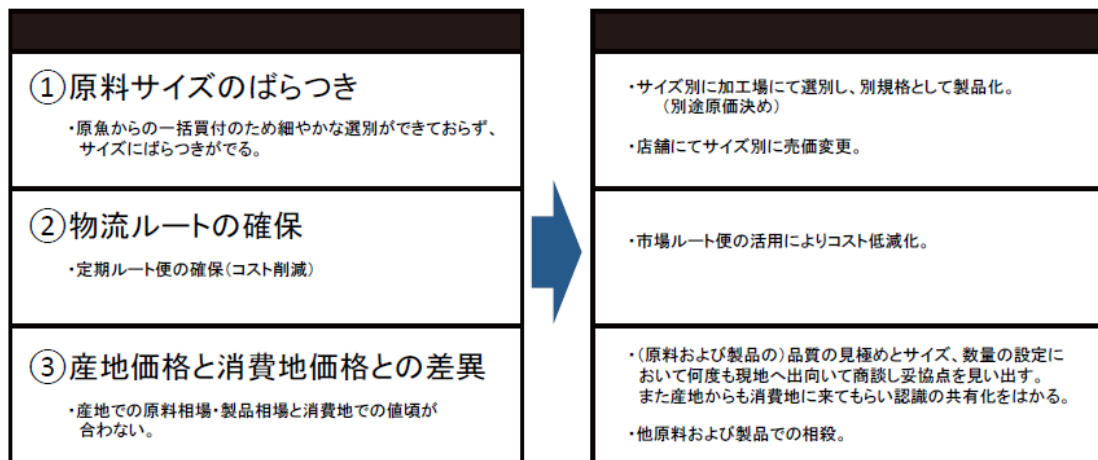 ①原料サイズのばらつき
・原魚からの一括買付のため細やかな選別ができておらず、
サイズにばらつきがでる。
・サイズ別に加工場にて選別し、別規格として製品化。
(別途原価決め)
・店舗にてサイズ別に売価変更。
②物流ルートの確保
・定期ルート便の確保(コスト削減)
・市場ルート便の活用によりコスト低減化。
③産地価格と消費地価格との差異
・産地での原料相場・製品相場と消費地での値頃が
合わない。
・(原料および製品の)品質の見極めとサイズ、数量の設定に
おいて何度も現地へ出向いて商談し妥協点を見い出す。
また産地からも消費地に来てもらい認識の共有化をはかる。
・他原料および製品での相殺。